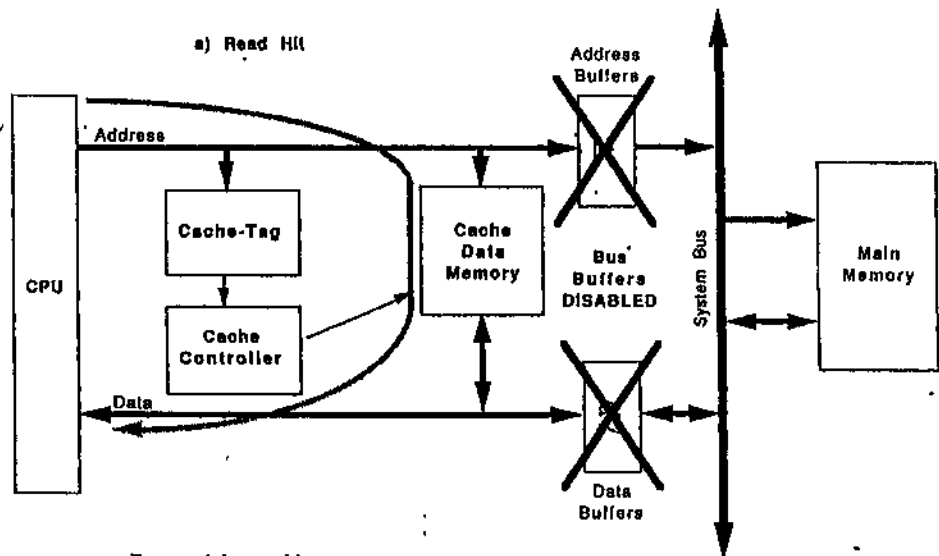 a) Read Hit
Address
Buffers
Address
Cache-Tag
Cache
Data
Memory
Bus
Buffers
DISABLED
System Bus
Main
Memory
CPU
Cache
Controller
Data
Data
Buffers